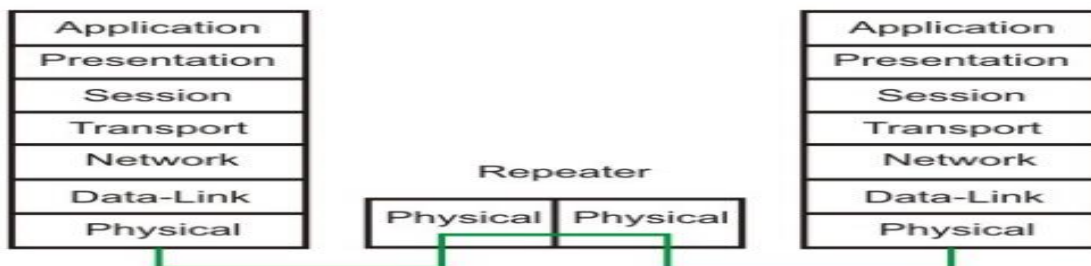 Application
Presentation
Session
Transport
Network
Data-Link
Physical
Repeater
Physical Physical
Application
Presentation
Session
Transport
Network
Data-Link
Physical